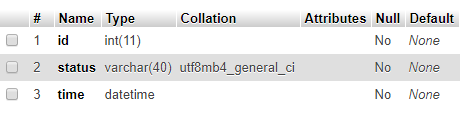 # Name Type Collation Attributes Null Default
1 id int(11) No None
2 status varchar(40) utf8mb4_general_ci No None
3 time datetime No None